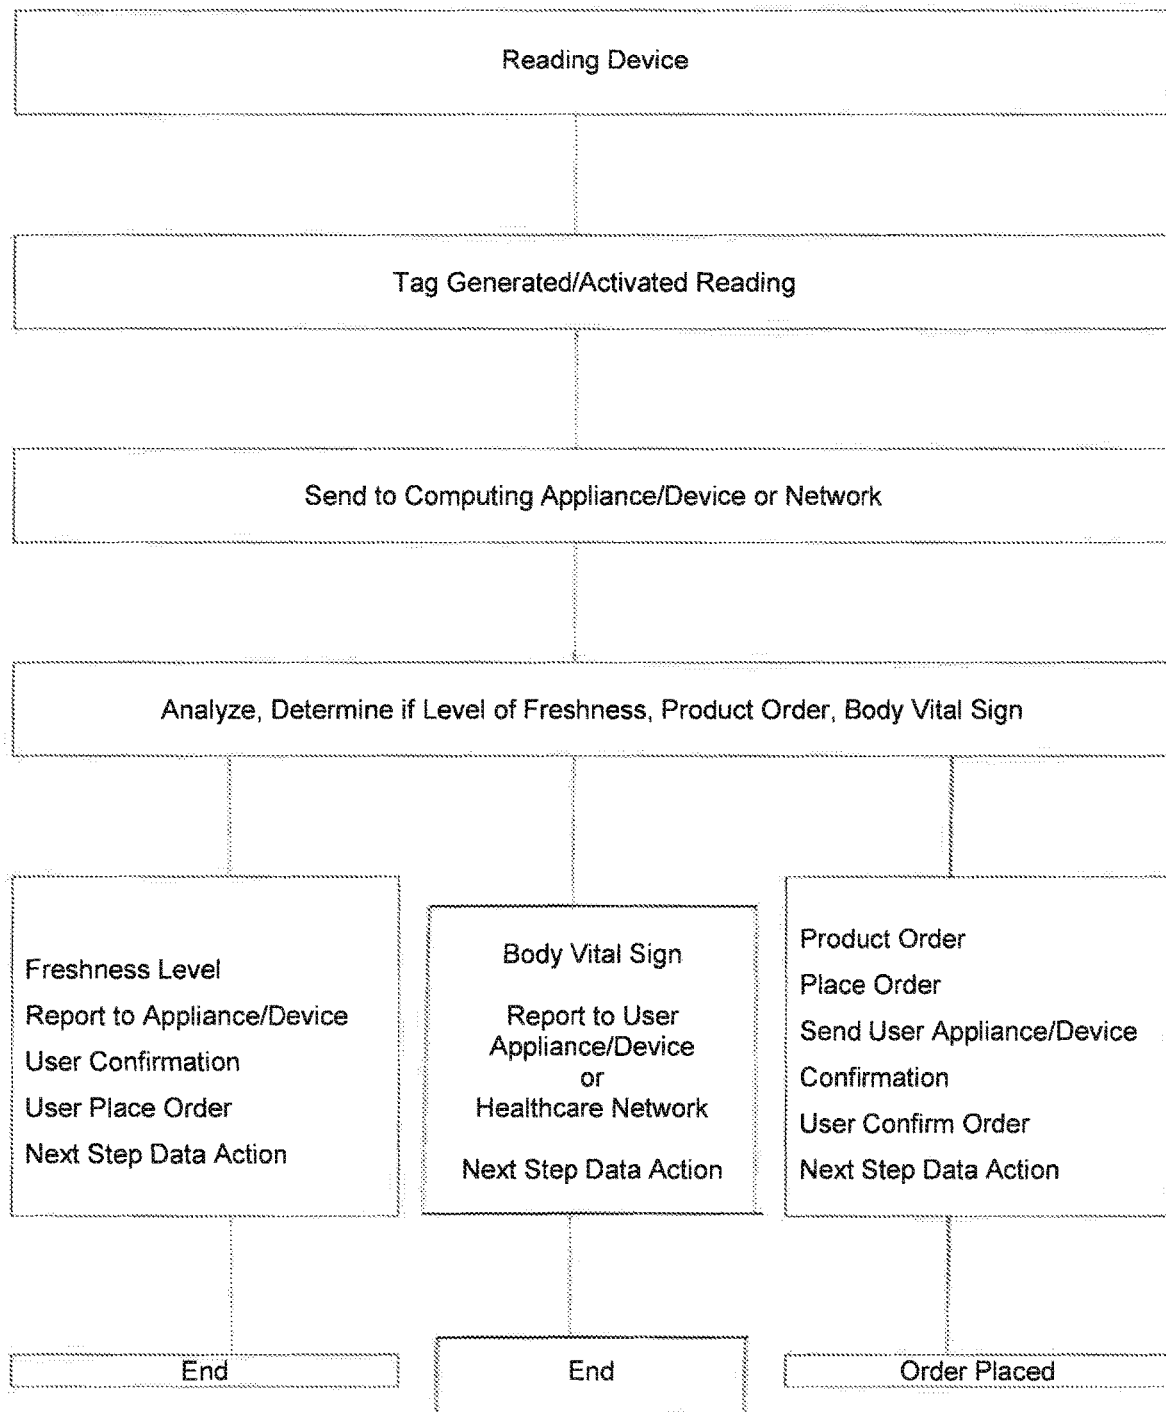 Reading Device
Tag Generated/Activated Reading
Send to Computing Appliance/Device or Network
Analyze, Determine if Level of Freshness, Product Order, Body Vital Sign
Freshness Level
Report to Appliance/Device
User Confirmation
User Place Order
Next Step Data Action
Body Vital Sign
Report to User
Appliance/Device
or
Healthcare Network
Next Step Data Action
Product Order
Place Order
Send User Appliance/Device
Confirmation
User Confirm Order
Next Step Data Action
End
End
Order Placed